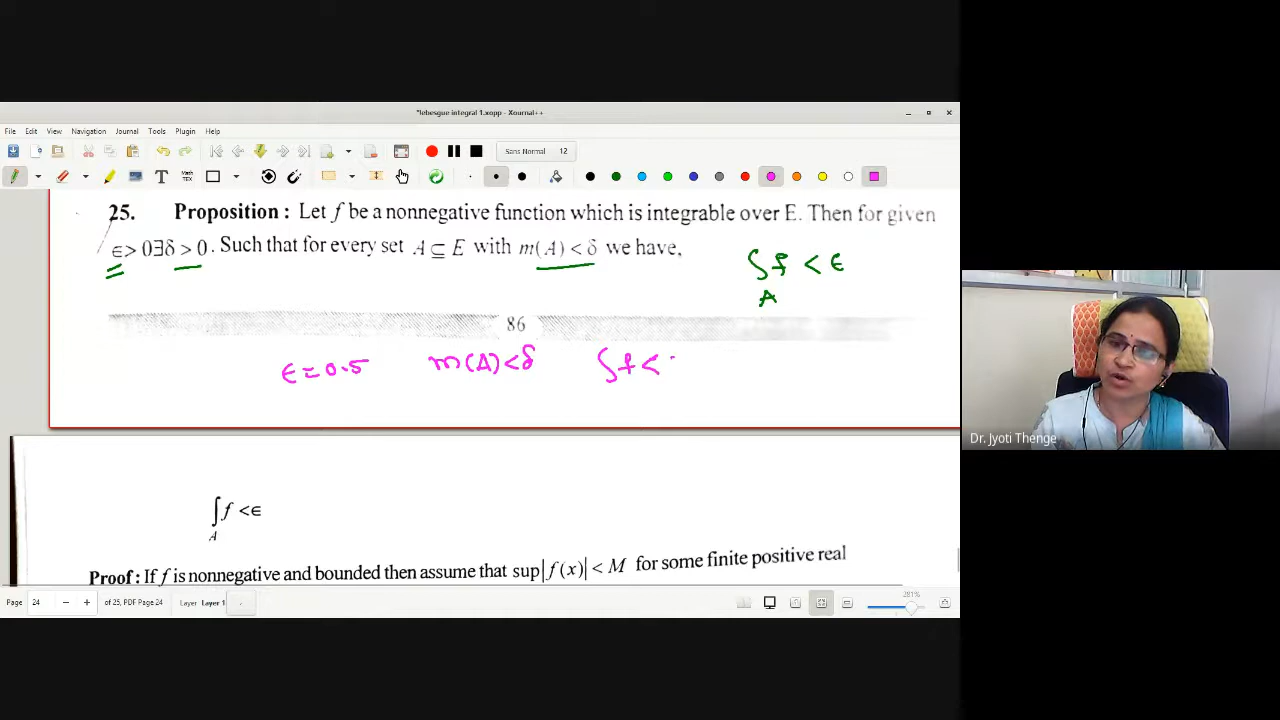 *lebesgue integral 1.xopp - Xournal++
File Edit View Navigation Journal Tools Plugin Help
Sans Normal 12
25. Proposition : Let f be a nonnegative function which is integrable over E. Then for given
∈> 0∃δ > 0. Such that for every set A ⊆ E with m(A) < δ we have,
∫f < ∈
A
86
∈ = 0.5 m(A) < δ ∫f <
∫f <∈
A
Proof : If f is nonnegative and bounded then assume that sup|f(x)| < M for some finite positive real
Page 24 of 25, PDF Page 24 Layer Layer 1 281%
Dr. Jyoti Thenge